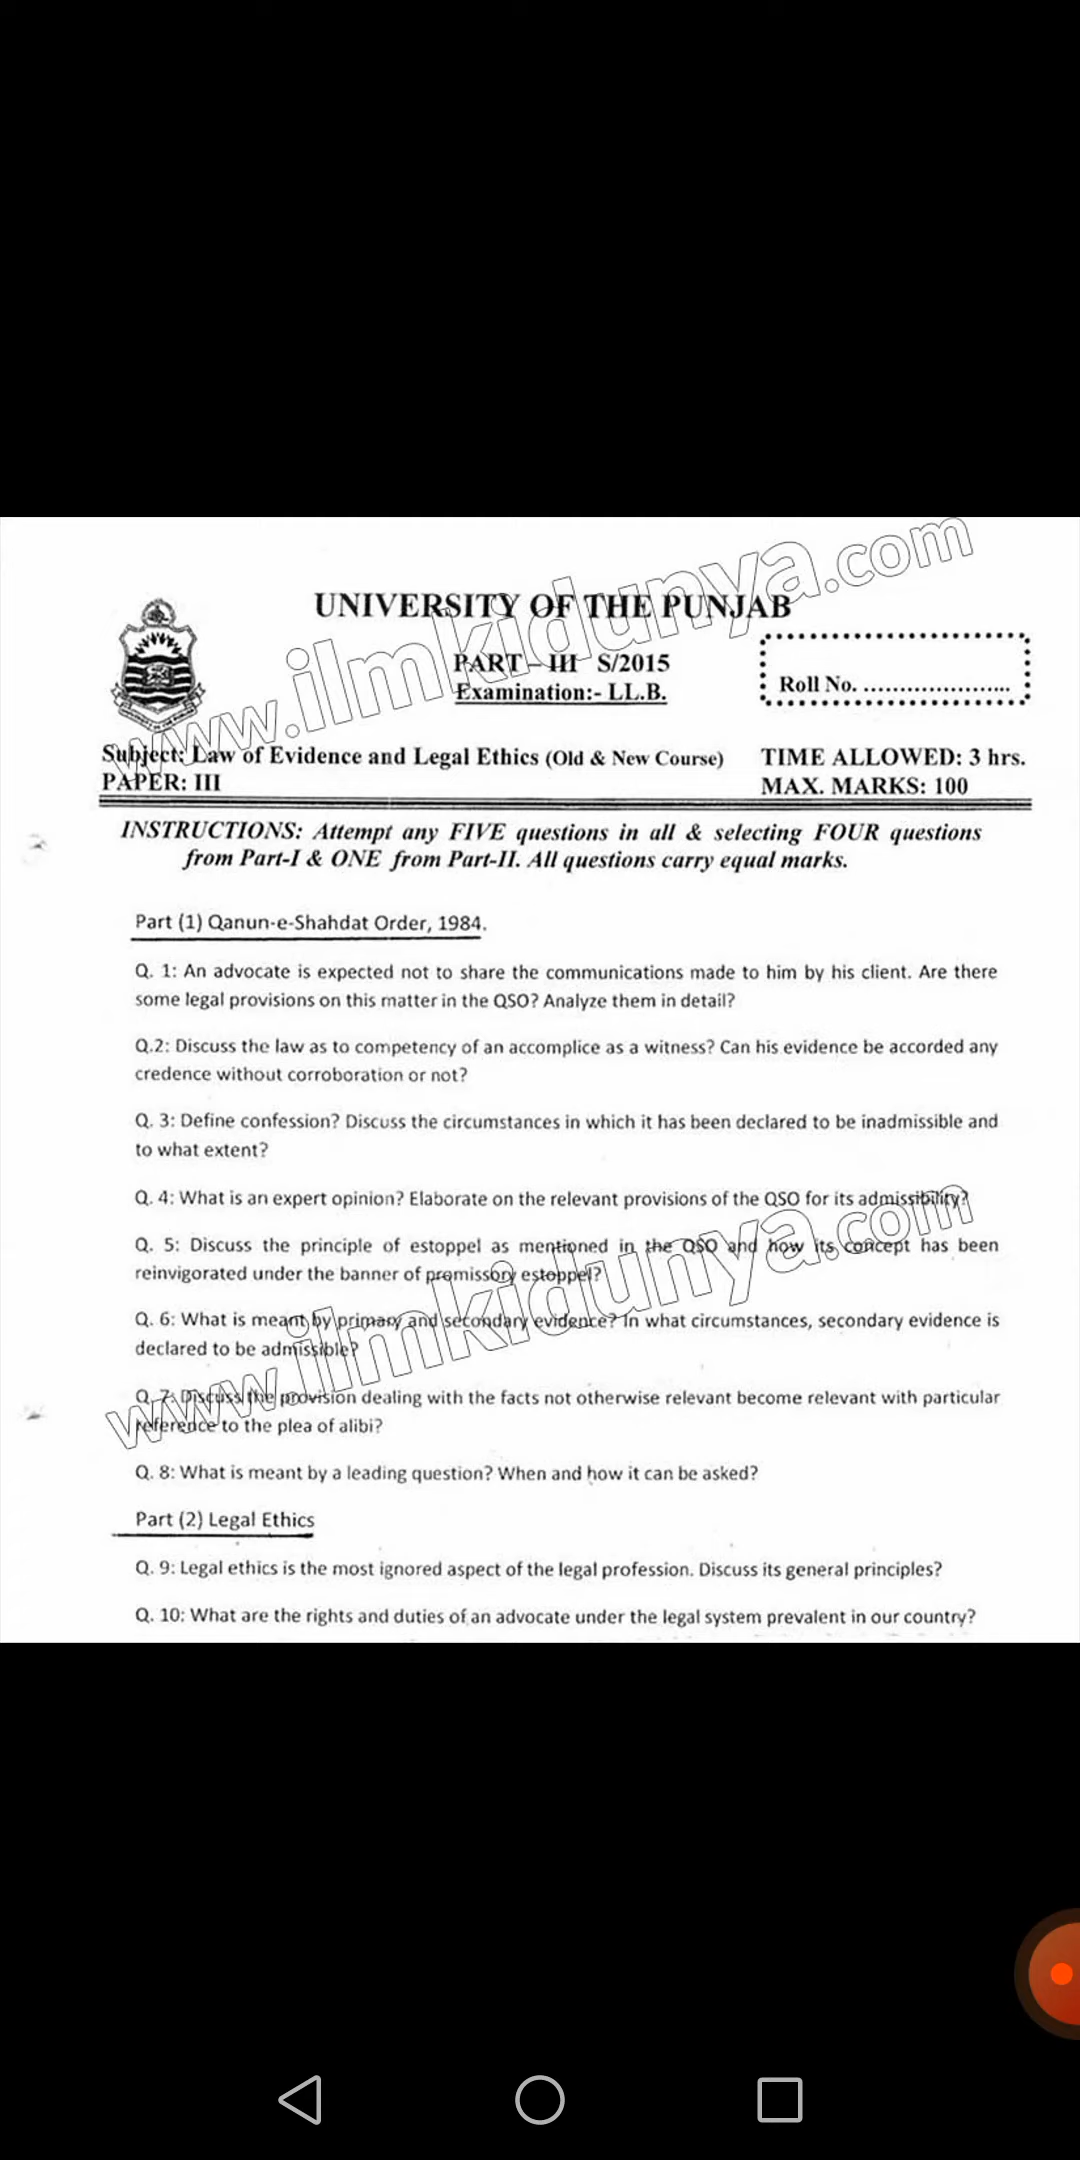 www.ilmkidunya.com
UNIVERSITY OF THE PUNJAB
PART – III S/2015
Examination:- LL.B.
Roll No. ....................
Subject: Law of Evidence and Legal Ethics (Old & New Course) TIME ALLOWED: 3 hrs.
PAPER: III MAX. MARKS: 100
INSTRUCTIONS: Attempt any FIVE questions in all & selecting FOUR questions
from Part-I & ONE from Part-II. All questions carry equal marks.
Part (1) Qanun-e-Shahdat Order, 1984.
Q. 1: An advocate is expected not to share the communications made to him by his client. Are there
some legal provisions on this matter in the QSO? Analyze them in detail?
Q.2: Discuss the law as to competency of an accomplice as a witness? Can his evidence be accorded any
credence without corroboration or not?
Q. 3: Define confession? Discuss the circumstances in which it has been declared to be inadmissible and
to what extent?
Q. 4: What is an expert opinion? Elaborate on the relevant provisions of the QSO for its admissibility?
Q. 5: Discuss the principle of estoppel as mentioned in the QSO and how its concept has been
reinvigorated under the banner of promissory estoppel?
Q. 6: What is meant by primary and secondary evidence? In what circumstances, secondary evidence is
declared to be admissible?
www.ilmkidunya.com
Q. 7: Discuss the provision dealing with the facts not otherwise relevant become relevant with particular
reference to the plea of alibi?
Q. 8: What is meant by a leading question? When and how it can be asked?
Part (2) Legal Ethics
Q. 9: Legal ethics is the most ignored aspect of the legal profession. Discuss its general principles?
Q. 10: What are the rights and duties of an advocate under the legal system prevalent in our country?